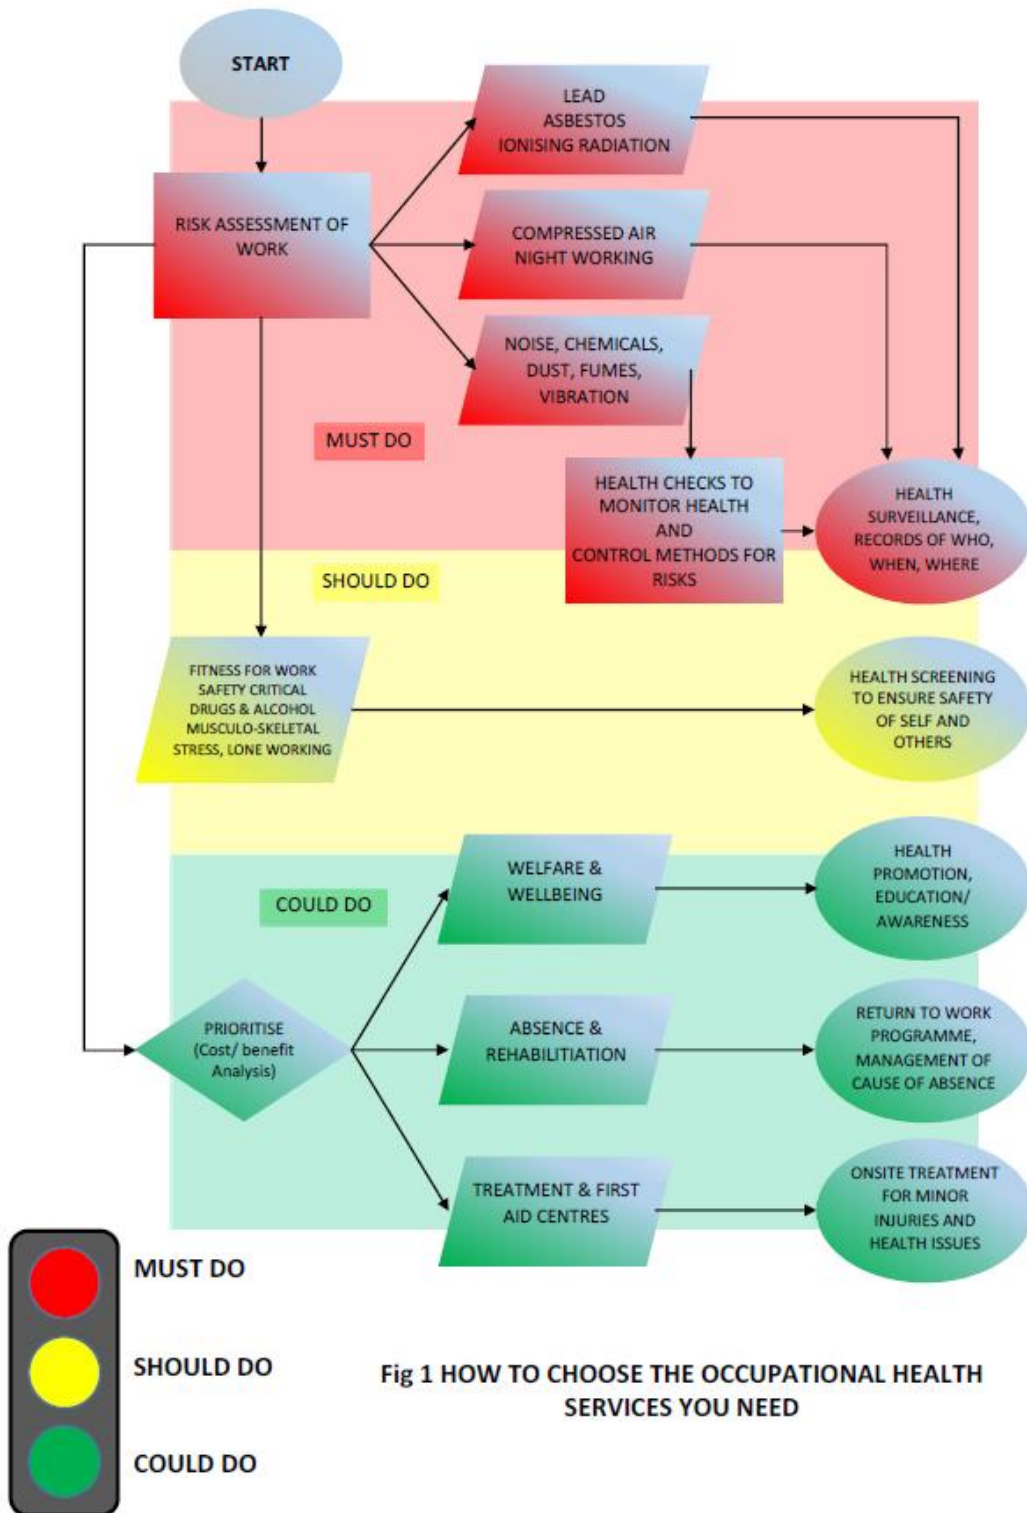 START
RISK ASSESSMENT OF
WORK
LEAD
ASBESTOS
IONISING RADIATION
COMPRESSED AIR
NIGHT WORKING
NOISE, CHEMICALS,
DUST, FUMES,
VIBRATION
MUST DO
HEALTH CHECKS TO
MONITOR HEALTH
AND
CONTROL METHODS FOR
RISKS
HEALTH
SURVEILLANCE,
RECORDS OF WHO,
WHEN, WHERE
SHOULD DO
FITNESS FOR WORK
SAFETY CRITICAL
DRUGS & ALCOHOL
MUSCULO-SKELETAL
STRESS, LONE WORKING
HEALTH SCREENING
TO ENSURE SAFETY
OF SELF AND
OTHERS
COULD DO
PRIORITISE
(Cost/ benefit
Analysis)
WELFARE &
WELLBEING
HEALTH
PROMOTION,
EDUCATION/
AWARENESS
ABSENCE &
REHABILITIATION
RETURN TO WORK
PROGRAMME,
MANAGEMENT OF
CAUSE OF ABSENCE
TREATMENT & FIRST
AID CENTRES
ONSITE TREATMENT
FOR MINOR
INJURIES AND
HEALTH ISSUES
MUST DO
SHOULD DO
COULD DO
Fig 1 HOW TO CHOOSE THE OCCUPATIONAL HEALTH
SERVICES YOU NEED